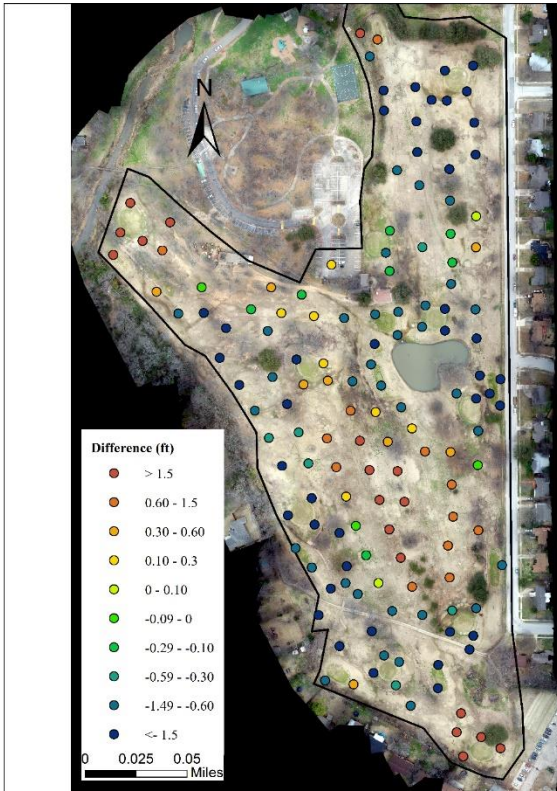 N
Difference (ft)
> 1.5
0.60 - 1.5
0.30 - 0.60
0.10 - 0.3
0 - 0.10
-0.09 - 0
-0.29 - -0.10
-0.59 - -0.30
-1.49 - -0.60
<- 1.5
0 0.025 0.05
Miles